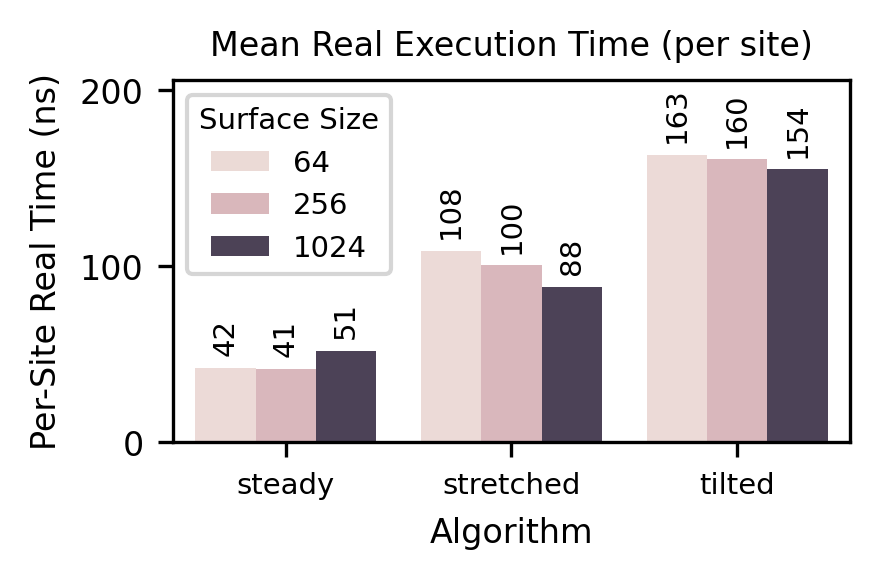 Mean Real Execution Time (per site)
Per-Site Real Time (ns)
200
100
0
Surface Size
64
256
1024
42
41
51
108
100
88
163
160
154
steady
stretched
tilted
Algorithm